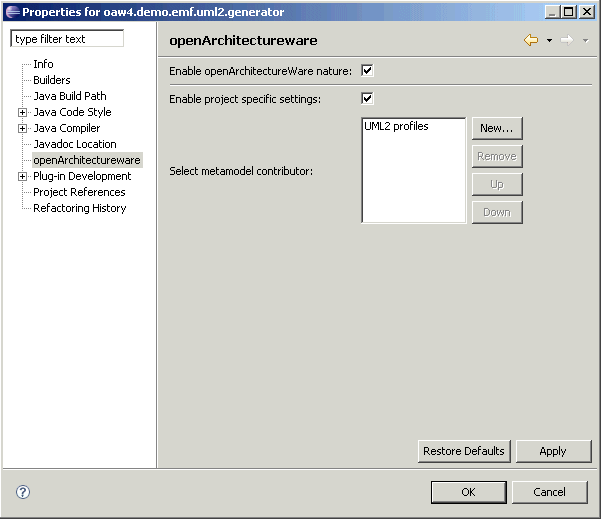 Properties for oaw4.demo.emf.uml2.generator
type filter text
Info
Builders
Java Build Path
Java Code Style
Java Compiler
Javadoc Location
openArchitectureware
Plug-in Development
Project References
Refactoring History
openArchitectureware
Enable openArchitectureWare nature:
Enable project specific settings:
Select metamodel contributor:
UML2 profiles
New...
Remove
Up
Down
Restore Defaults
Apply
?
OK
Cancel